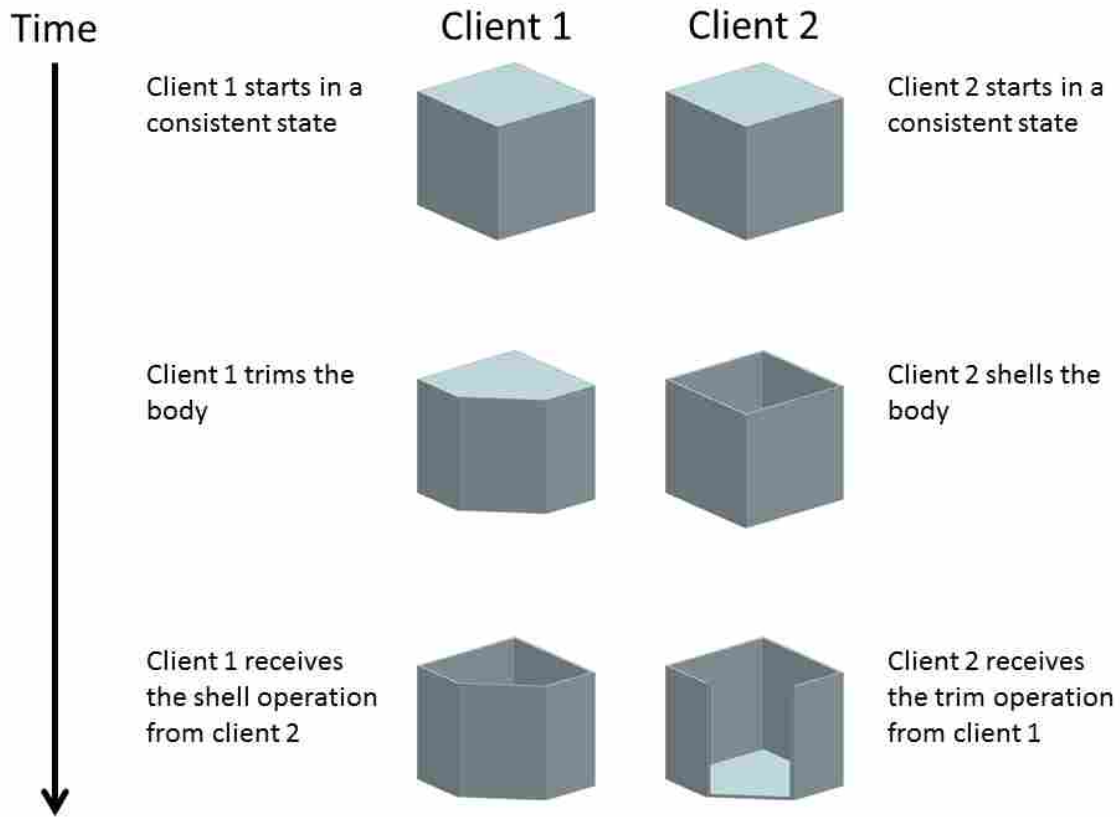 Time
Client 1
Client 2
Client 1 starts in a
consistent state
Client 2 starts in a
consistent state
Client 1 trims the
body
Client 2 shells the
body
Client 1 receives
the shell operation
from client 2
Client 2 receives
the trim operation
from client 1